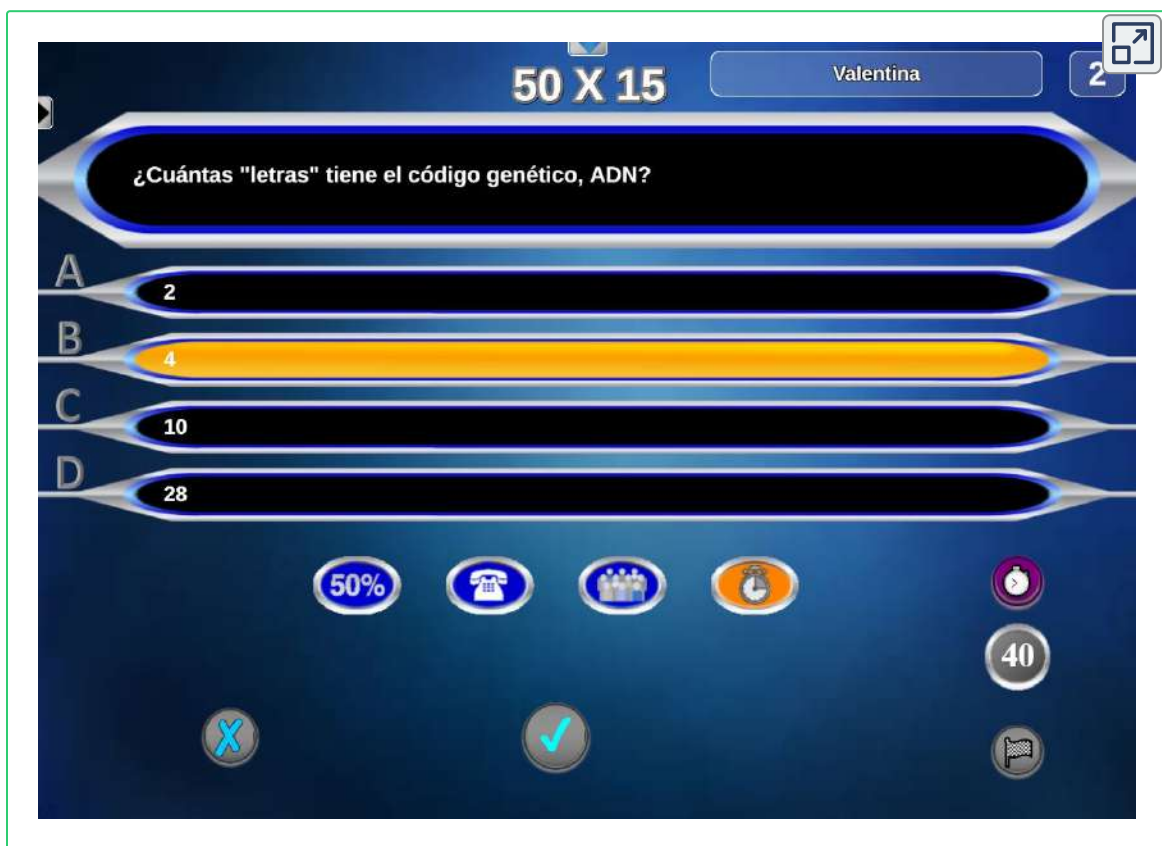 50 X 15
Valentina
2
¿Cuántas "letras" tiene el código genético, ADN?
A
2
B
4
C
10
D
28
50%
40